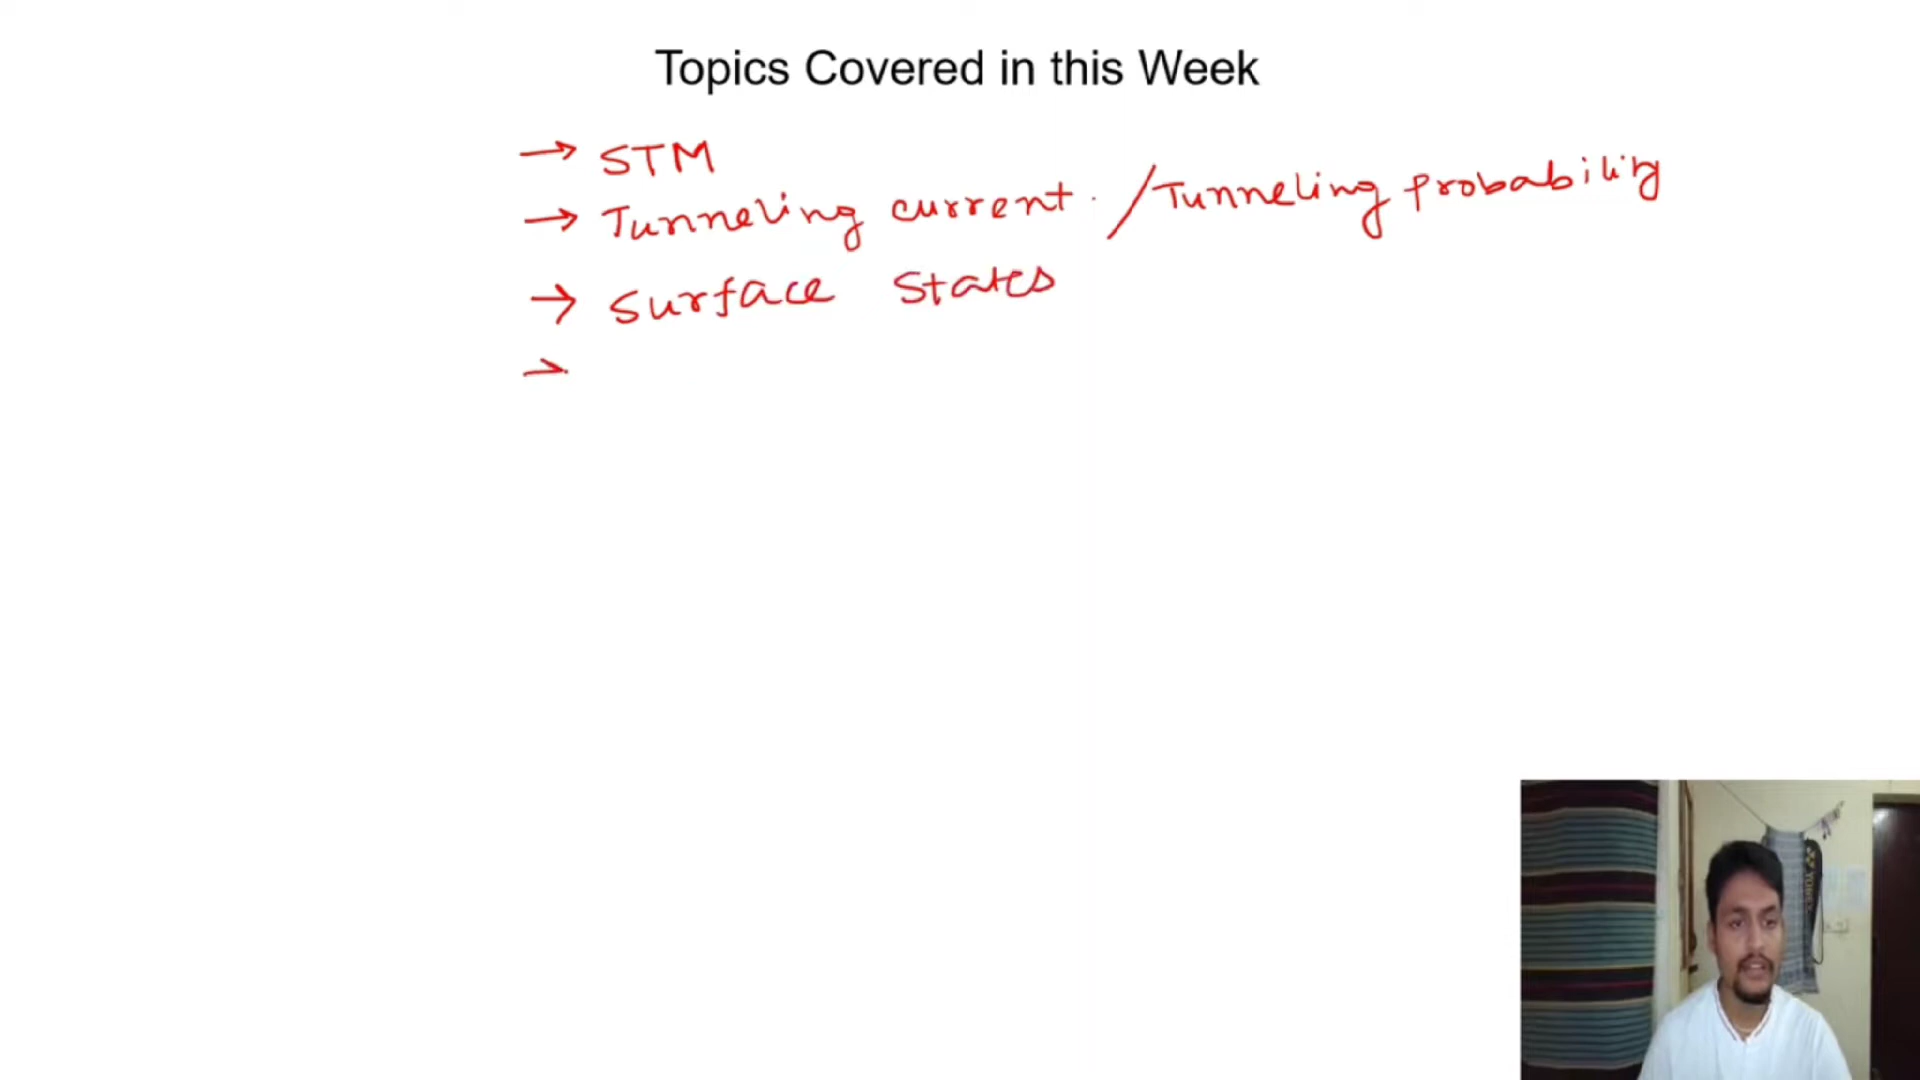 Topics Covered in this Week
→ STM
→ Tunneling current. / Tunneling probability
→ Surface States
→